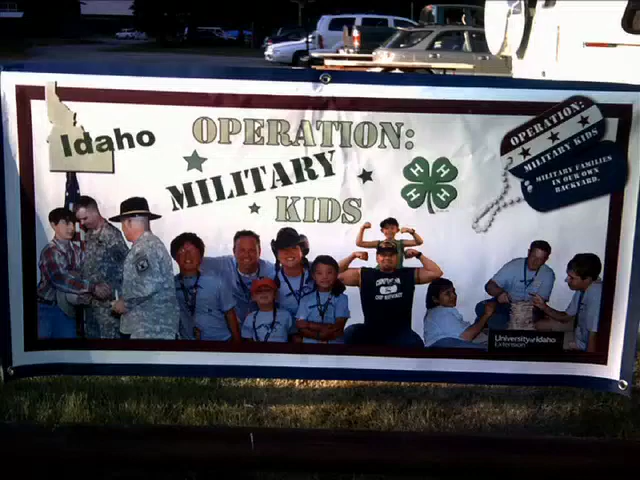 Idaho
OPERATION:
MILITARY
KIDS
H H
H H
OPERATION:
MILITARY KIDS
MILITARY FAMILIES
IN OUR OWN
BACKYARD.
University of Idaho
Extension